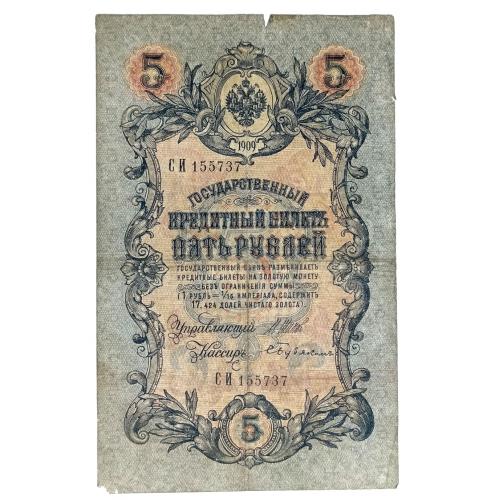 5 5
1909
СИ 155737
ГОСУДАРСТВЕННЫЙ
КРЕДИТНЫЙ БИЛЕТЪ
ПЯТЬ РУБЛЕЙ
ГОСУДАРСТВЕННЫЙ БАНКЪ РАЗМѢНИВАЕТЪ
КРЕДИТНЫЕ БИЛЕТЫ НА ЗОЛОТУЮ МОНЕТУ
БЕЗЪ ОГРАНИЧЕНІЯ СУММЫ
(1 РУБЛЬ = 1/15 ИМПЕРІАЛА, СОДЕРЖИТЪ
17,424 ДОЛЕЙ ЧИСТАГО ЗОЛОТА).
Управляющій
Кассиръ
СИ 155737
5